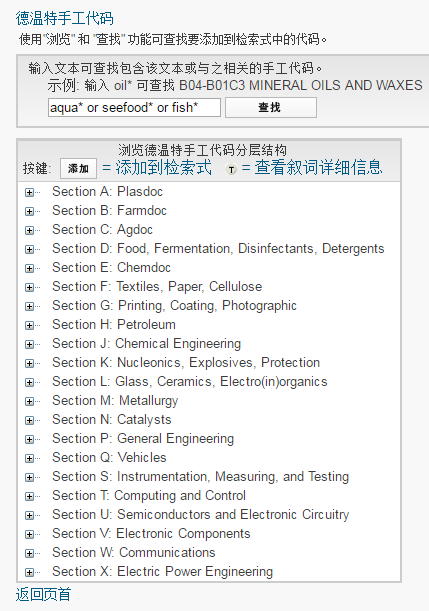 德温特手工代码
使用"浏览" 和 "查找" 功能可查找要添加到检索式中的代码。
输入文本可查找包含该文本或与之相关的手工代码。
示例: 输入 oil* 可查找 B04-B01C3 MINERAL OILS AND WAXES
aqua* or seefood* or fish* 查找
浏览德温特手工代码分层结构
按键: 添加 = 添加到检索式 T = 查看叙词详细信息
Section A: Plasdoc
Section B: Farmdoc
Section C: Agdoc
Section D: Food, Fermentation, Disinfectants, Detergents
Section E: Chemdoc
Section F: Textiles, Paper, Cellulose
Section G: Printing, Coating, Photographic
Section H: Petroleum
Section J: Chemical Engineering
Section K: Nucleonics, Explosives, Protection
Section L: Glass, Ceramics, Electro(in)organics
Section M: Metallurgy
Section N: Catalysts
Section P: General Engineering
Section Q: Vehicles
Section S: Instrumentation, Measuring, and Testing
Section T: Computing and Control
Section U: Semiconductors and Electronic Circuitry
Section V: Electronic Components
Section W: Communications
Section X: Electric Power Engineering
返回页首